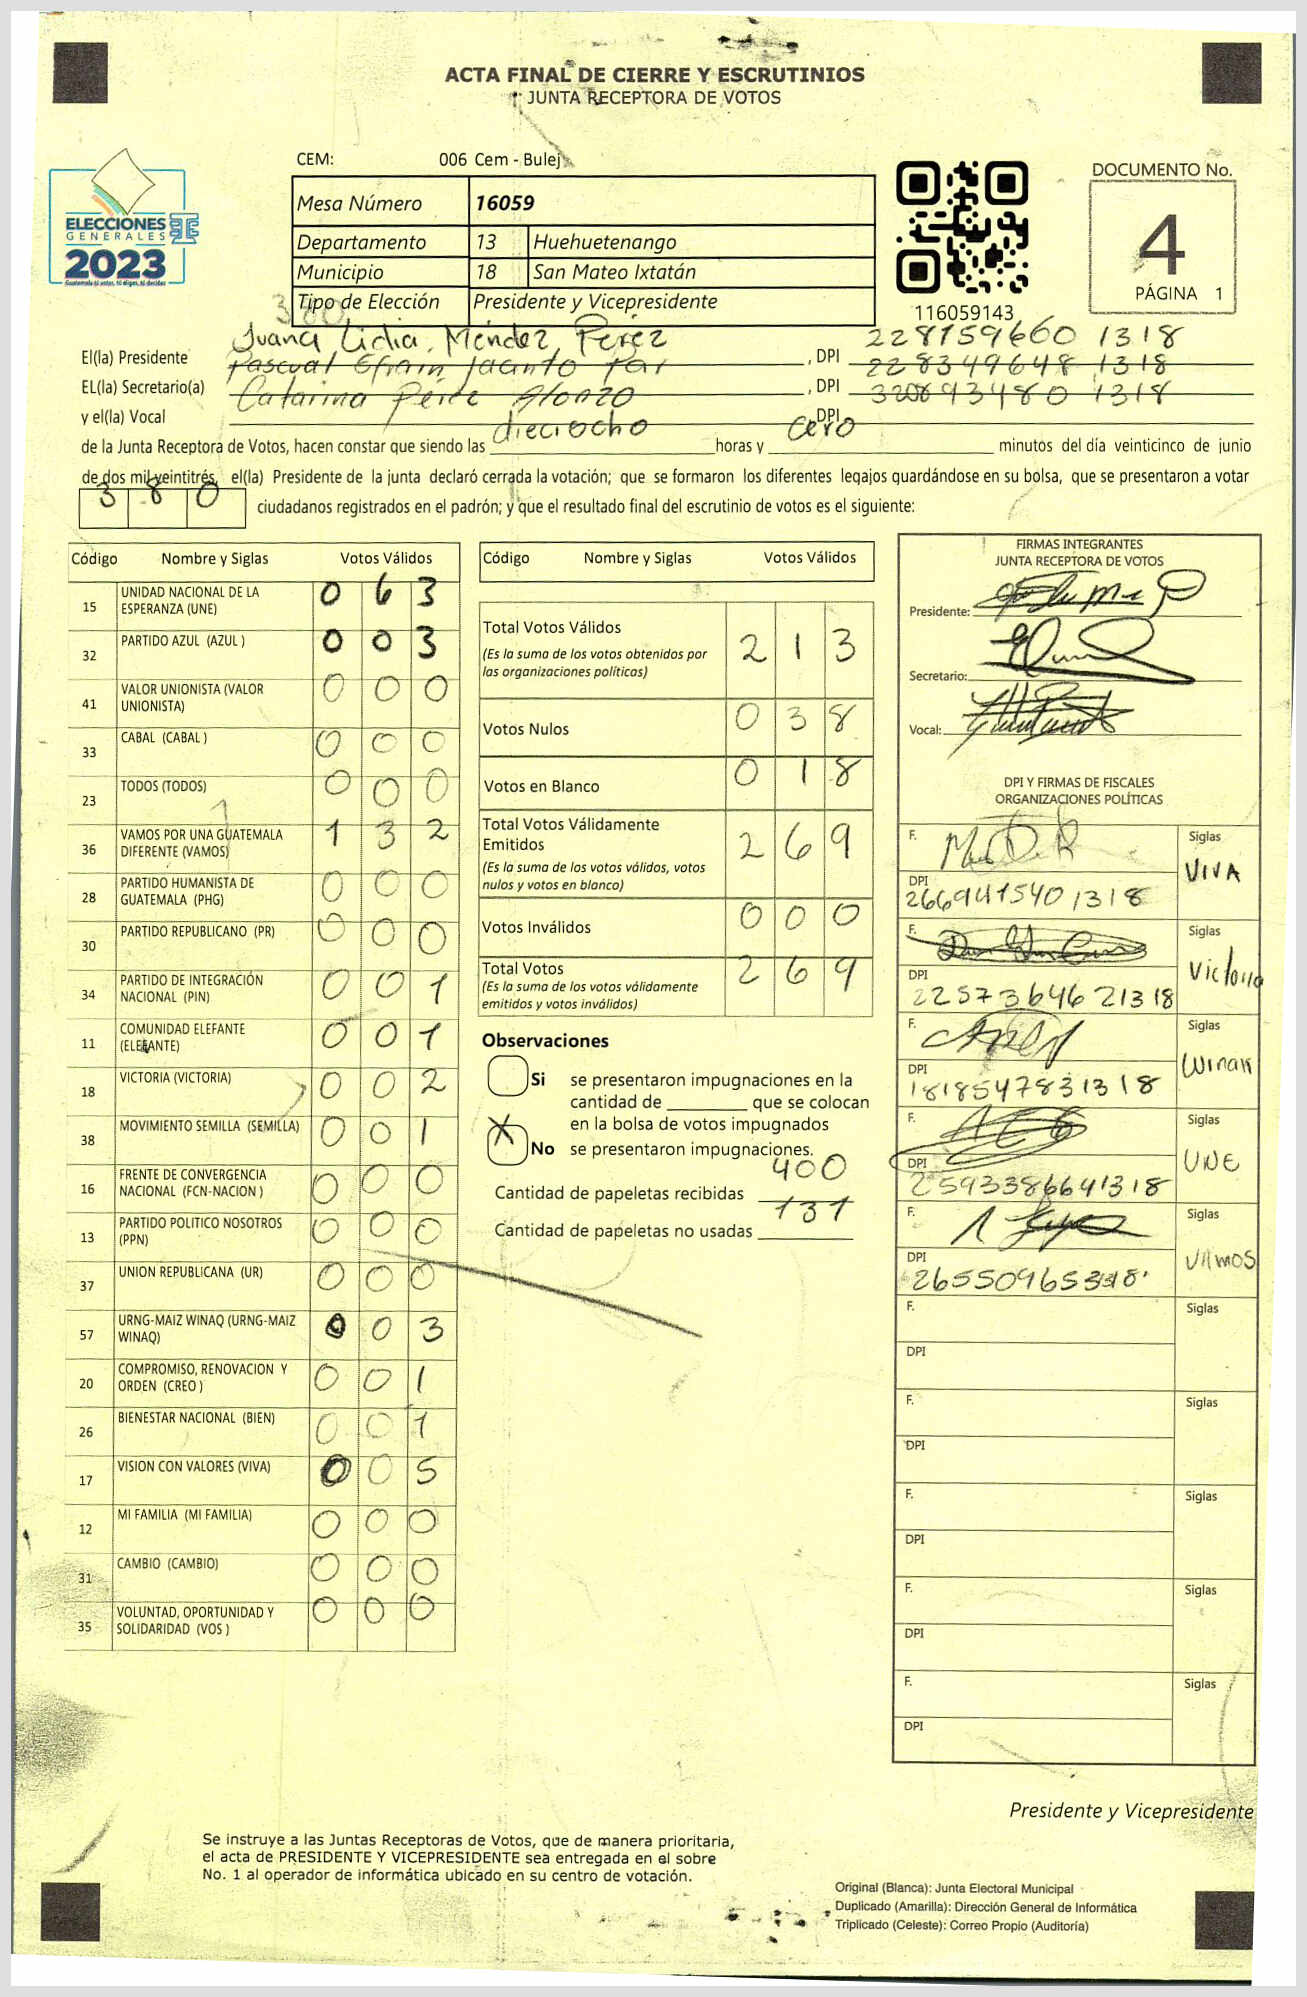 ACTA FINAL DE CIERRE Y ESCRUTINIOS
JUNTA RECEPTORA DE VOTOS
CEM: 006 Cem - Bulej
ELECCIONES
GENERALES
2023
Mesa Número 16059
Departamento 13 Huehuetenango
Municipio 18 San Mateo Ixtatán
Tipo de Elección Presidente y Vicepresidente
116059143
DOCUMENTO No.
4
PÁGINA 1
El(la) Presidente Juana Lidia Méndez Perez , DPI 228159660 1318
EL(la) Secretario(a) Pascual Efraín Jacinto , DPI 228349648 1318
y el(la) Vocal Catarina Pérez Alonzo DPI 320893480 1318
de la Junta Receptora de Votos, hacen constar que siendo las dieciocho horas y cero minutos del día veinticinco de junio
de dos mil veintitrés, el(la) Presidente de la junta declaró cerrada la votación; que se formaron los diferentes legajos guardándose en su bolsa, que se presentaron a votar
3 8 0 ciudadanos registrados en el padrón; y que el resultado final del escrutinio de votos es el siguiente:
Código Nombre y Siglas Votos Válidos
15 UNIDAD NACIONAL DE LA ESPERANZA (UNE) 0 6 3
32 PARTIDO AZUL (AZUL ) 0 0 3
41 VALOR UNIONISTA (VALOR UNIONISTA) 0 0 0
33 CABAL (CABAL ) 0 0 0
23 TODOS (TODOS) 0 0 0
36 VAMOS POR UNA GUATEMALA DIFERENTE (VAMOS) 1 3 2
28 PARTIDO HUMANISTA DE GUATEMALA (PHG) 0 0 0
30 PARTIDO REPUBLICANO (PR) 0 0 0
34 PARTIDO DE INTEGRACIÓN NACIONAL (PIN) 0 0 1
11 COMUNIDAD ELEFANTE (ELEFANTE) 0 0 1
18 VICTORIA (VICTORIA) 0 0 2
38 MOVIMIENTO SEMILLA (SEMILLA) 0 0 1
16 FRENTE DE CONVERGENCIA NACIONAL (FCN-NACION ) 0 0 0
13 PARTIDO POLITICO NOSOTROS (PPN) 0 0 0
37 UNION REPUBLICANA (UR) 0 0 0
57 URNG-MAIZ WINAQ (URNG-MAIZ WINAQ) 0 0 3
20 COMPROMISO, RENOVACION Y ORDEN (CREO ) 0 0 1
26 BIENESTAR NACIONAL (BIEN) 0 0 1
17 VISION CON VALORES (VIVA) 0 0 5
12 MI FAMILIA (MI FAMILIA) 0 0 0
31 CAMBIO (CAMBIO) 0 0 0
35 VOLUNTAD, OPORTUNIDAD Y SOLIDARIDAD (VOS ) 0 0 0
Código Nombre y Siglas Votos Válidos
Total Votos Válidos 2 1 3
(Es la suma de los votos obtenidos por
las organizaciones políticas)
Votos Nulos 0 3 8
Votos en Blanco 0 1 8
Total Votos Válidamente
Emitidos 2 6 9
(Es la suma de los votos válidos, votos
nulos y votos en blanco)
Votos Inválidos 0 0 0
Total Votos 2 6 9
(Es la suma de los votos válidamente
emitidos y votos inválidos)
Observaciones
Si se presentaron impugnaciones en la
cantidad de ________ que se colocan
en la bolsa de votos impugnados
X No se presentaron impugnaciones.
Cantidad de papeletas recibidas 400
Cantidad de papeletas no usadas 131
FIRMAS INTEGRANTES
JUNTA RECEPTORA DE VOTOS
Presidente:
Secretario:
Vocal:
DPI Y FIRMAS DE FISCALES
ORGANIZACIONES POLÍTICAS
F. Siglas VIVA
DPI 266941540 1318
F. Siglas Victoria
DPI 225736462 1318
F. Siglas Winak
DPI 181854783 1318
F. Siglas UNE
DPI 259338664 1318
F. Siglas VAMOS
DPI
F. Siglas
DPI
F. Siglas
DPI
F. Siglas
DPI
F. Siglas
DPI
F. Siglas
DPI
Presidente y Vicepresidente
Se instruye a las Juntas Receptoras de Votos, que de manera prioritaria,
el acta de PRESIDENTE Y VICEPRESIDENTE sea entregada en el sobre
No. 1 al operador de informática ubicado en su centro de votación.
Original (Blanca): Junta Electoral Municipal
Duplicado (Amarilla): Dirección General de Informática
Triplicado (Celeste): Correo Propio (Auditoría)